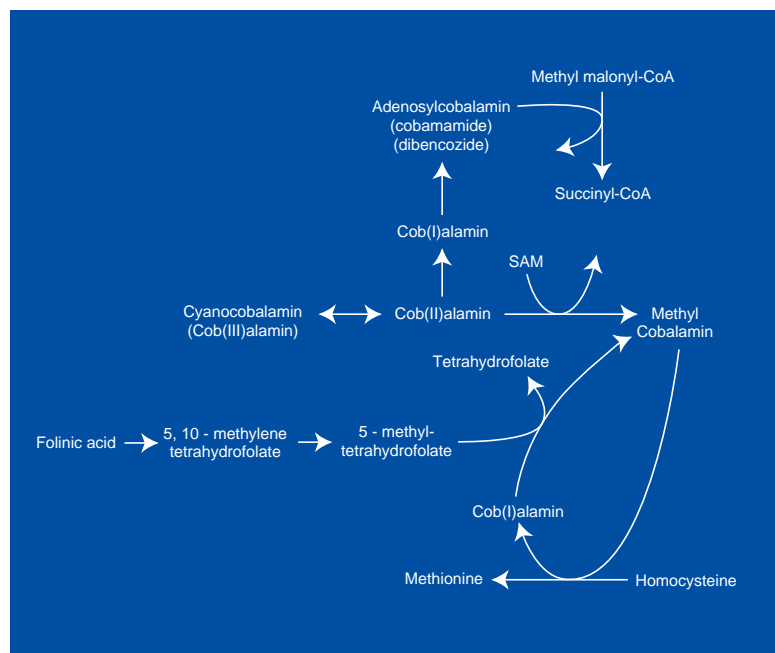 Methyl malonyl-CoA
Adenosylcobalamin
(cobamamide)
(dibencozide)
Succinyl-CoA
Cob(I)alamin
SAM
Cyanocobalamin
(Cob(III)alamin)
Cob(II)alamin
Methyl
Cobalamin
Tetrahydrofolate
Folinic acid
5, 10 - methylene
tetrahydrofolate
5 - methyl-
tetrahydrofolate
Cob(I)alamin
Methionine
Homocysteine